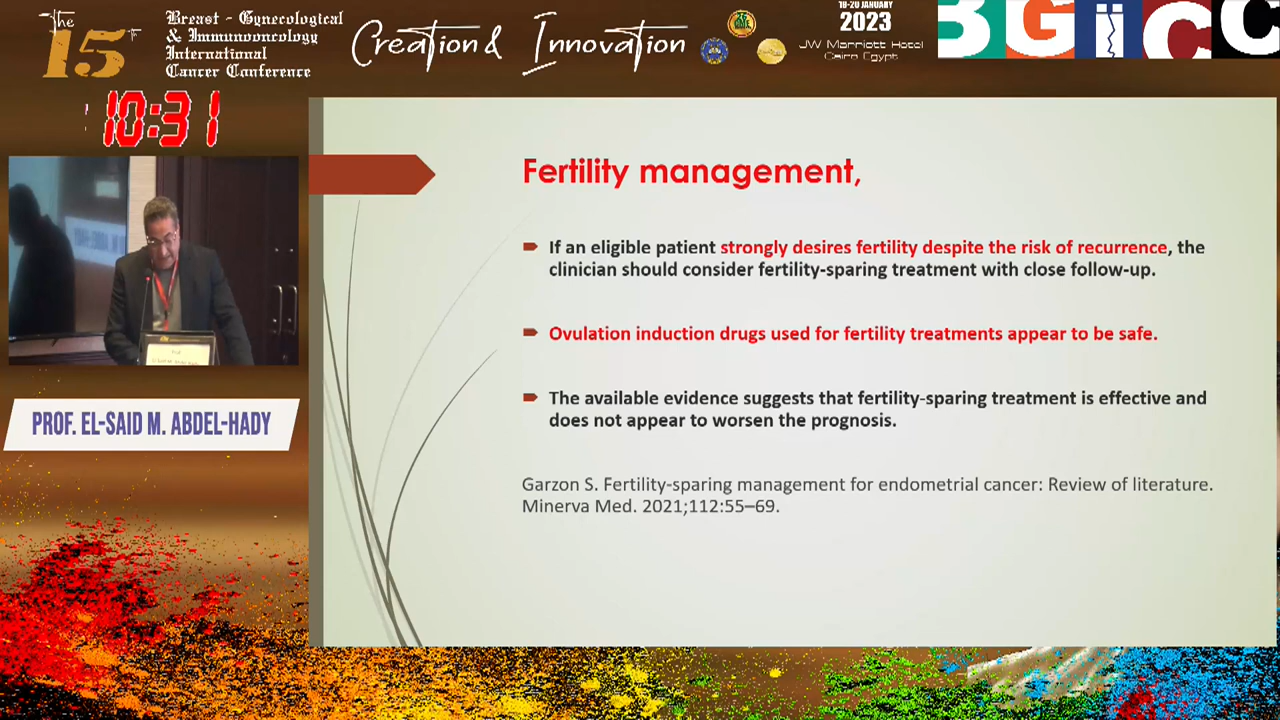 The
15
th
Breast - Gynecological
& Immunooncology
International
Cancer Conference
Creation & Innovation
18-20 JANUARY
2023
JW Marriott Hotel
Cairo Egypt
BGiCC
10:31
PROF. EL-SAID M. ABDEL-HADY
Fertility management,
If an eligible patient strongly desires fertility despite the risk of recurrence, the
clinician should consider fertility-sparing treatment with close follow-up.
Ovulation induction drugs used for fertility treatments appear to be safe.
The available evidence suggests that fertility-sparing treatment is effective and
does not appear to worsen the prognosis.
Garzon S. Fertility-sparing management for endometrial cancer: Review of literature.
Minerva Med. 2021;112:55–69.